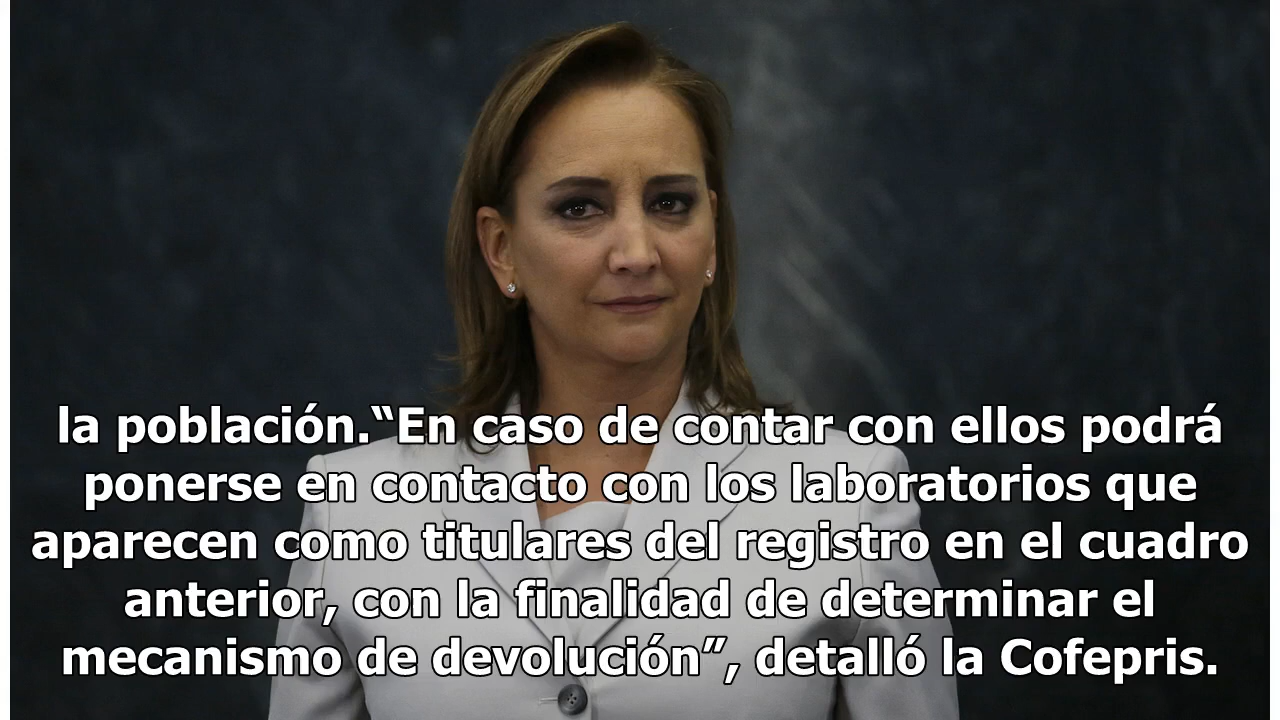 la población.“En caso de contar con ellos podrá
ponerse en contacto con los laboratorios que
aparecen como titulares del registro en el cuadro
anterior, con la finalidad de determinar el
mecanismo de devolución”, detalló la Cofepris.